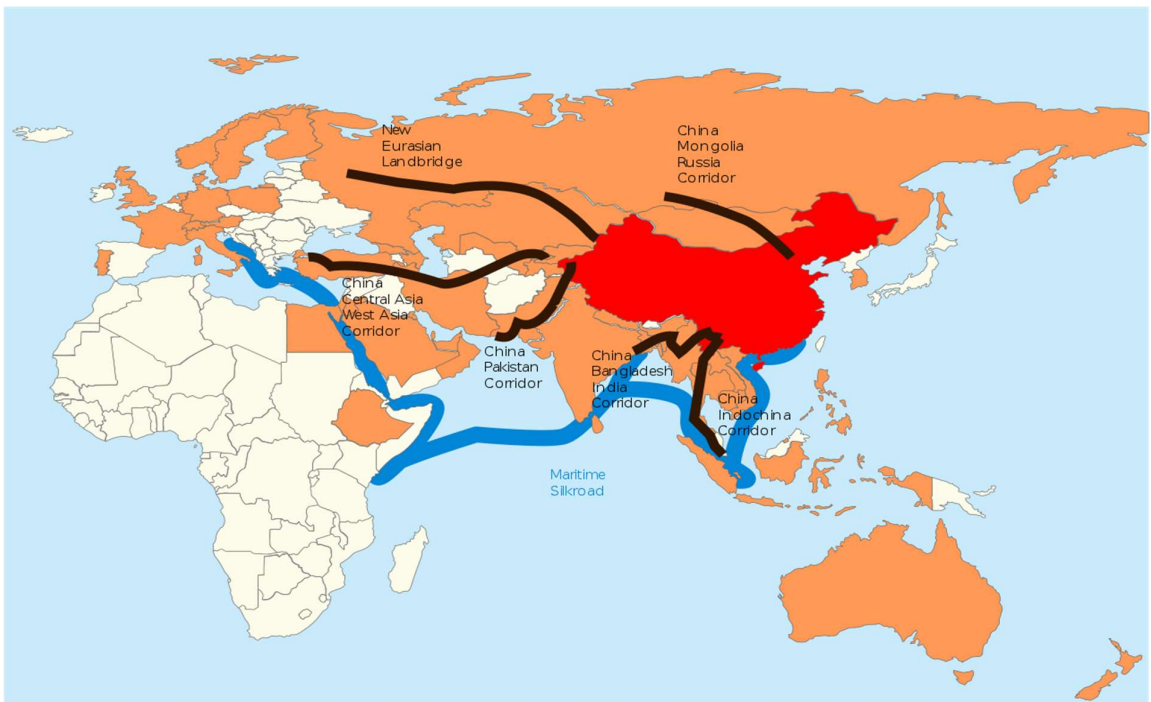 New
Eurasian
Landbridge
China
Mongolia
Russia
Corridor
China
Central Asia
West Asia
Corridor
China
Pakistan
Corridor
China
Bangladesh
India
Corridor
China
Indochina
Corridor
Maritime
Silkroad